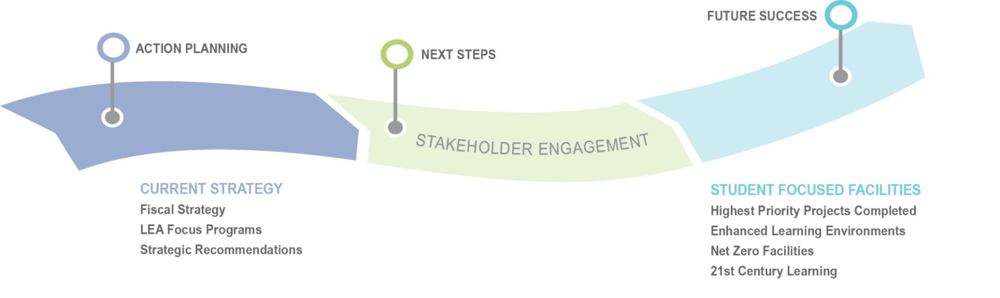 ACTION PLANNING
NEXT STEPS
FUTURE SUCCESS
STAKEHOLDER ENGAGEMENT
CURRENT STRATEGY
Fiscal Strategy
LEA Focus Programs
Strategic Recommendations
STUDENT FOCUSED FACILITIES
Highest Priority Projects Completed
Enhanced Learning Environments
Net Zero Facilities
21st Century Learning